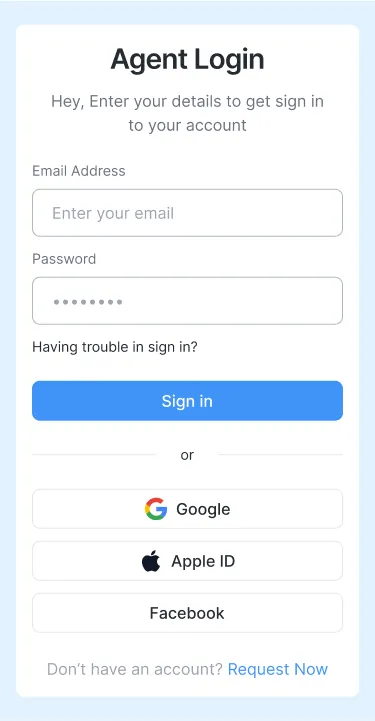 Agent Login
Hey, Enter your details to get sign in
to your account
Email Address
Enter your email
Password
Having trouble in sign in?
Sign in
or
Google
Apple ID
Facebook
Don't have an account? Request Now